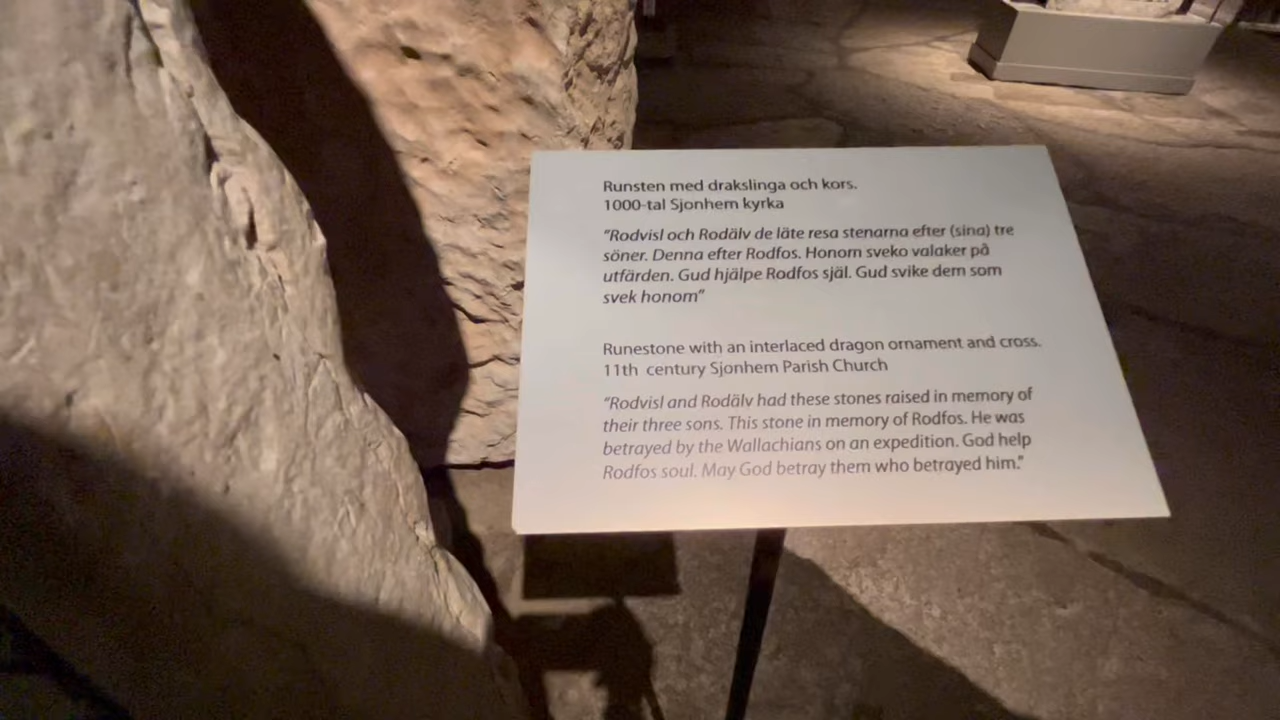 Runsten med drakslinga och kors.
1000-tal Sjonhem kyrka
"Rodvisl och Rodälv de läte resa stenarna efter (sina) tre
söner. Denna efter Rodfos. Honom sveko valaker på
utfärden. Gud hjälpe Rodfos själ. Gud svike dem som
svek honom"
Runestone with an interlaced dragon ornament and cross.
11th century Sjonhem Parish Church
"Rodvisl and Rodälv had these stones raised in memory of
their three sons. This stone in memory of Rodfos. He was
betrayed by the Wallachians on an expedition. God help
Rodfos soul. May God betray them who betrayed him."